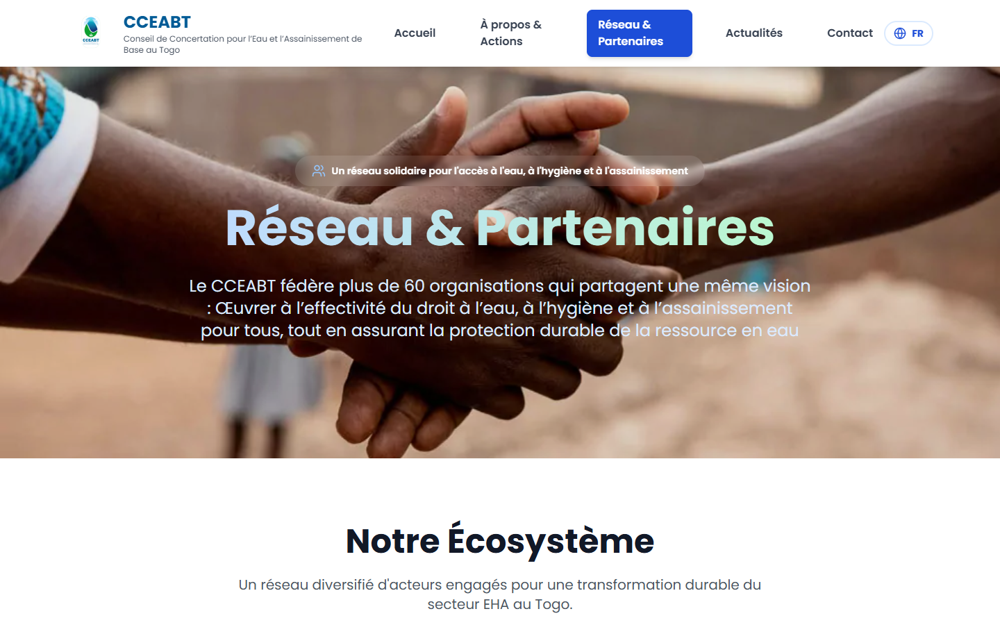 CCEABT
CCEABT
Conseil de Concertation pour l’Eau et l’Assainissement de
Base au Togo
Accueil
À propos &
Actions
Réseau &
Partenaires
Actualités
Contact
FR
Un réseau solidaire pour l'accès à l'eau, à l'hygiène et à l'assainissement
Réseau & Partenaires
Le CCEABT fédère plus de 60 organisations qui partagent une même vision
: Œuvrer à l’effectivité du droit à l’eau, à l’hygiène et à l’assainissement
pour tous, tout en assurant la protection durable de la ressource en eau
Notre Écosystème
Un réseau diversifié d'acteurs engagés pour une transformation durable du
secteur EHA au Togo.